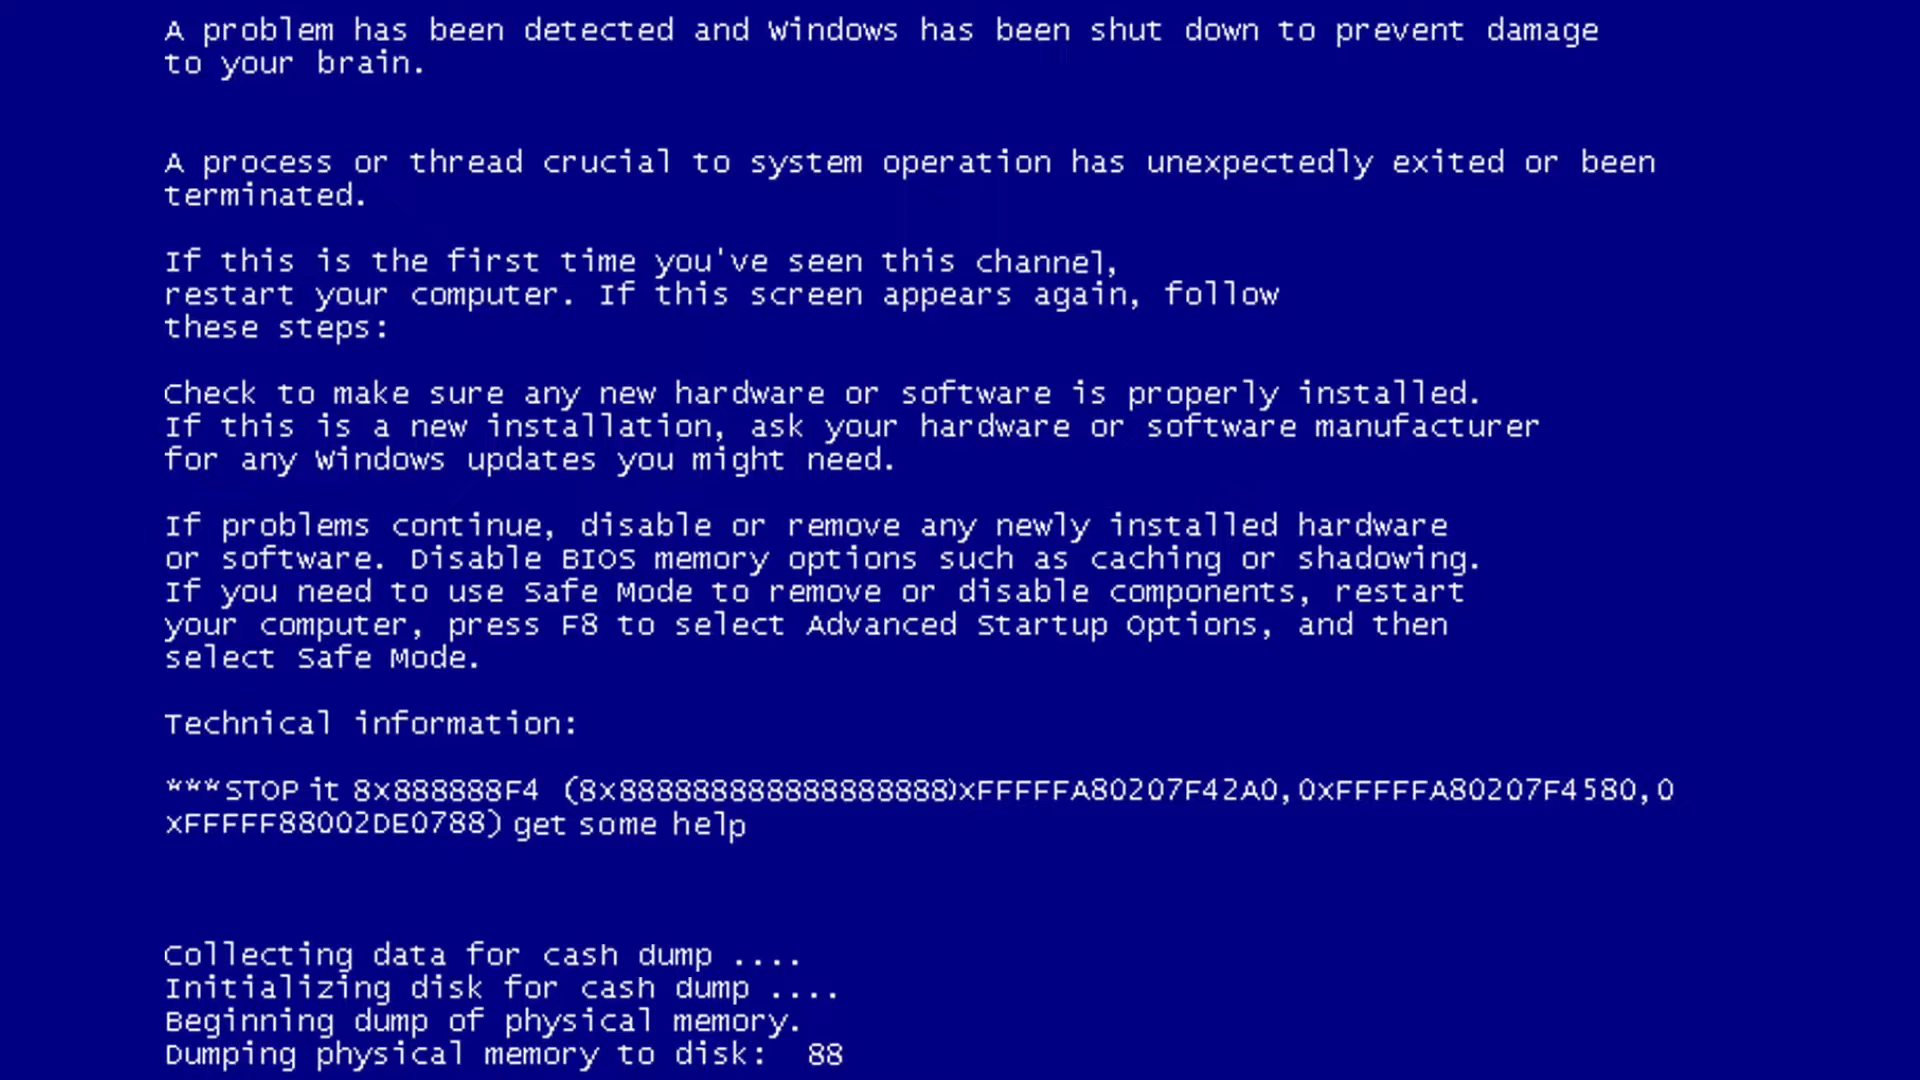 A problem has been detected and Windows has been shut down to prevent damage
to your brain.
A process or thread crucial to system operation has unexpectedly exited or been
terminated.
If this is the first time you've seen this channel,
restart your computer. If this screen appears again, follow
these steps:
Check to make sure any new hardware or software is properly installed.
If this is a new installation, ask your hardware or software manufacturer
for any Windows updates you might need.
If problems continue, disable or remove any newly installed hardware
or software. Disable BIOS memory options such as caching or shadowing.
If you need to use Safe Mode to remove or disable components, restart
your computer, press F8 to select Advanced Startup Options, and then
select Safe Mode.
Technical information:
***STOP it 8x888888F4 (8x888888888888888888)xFFFFFA80207F42A0,0xFFFFFA80207F4580,0
xFFFFF88002DE0788) get some help
Collecting data for cash dump ....
Initializing disk for cash dump ....
Beginning dump of physical memory.
Dumping physical memory to disk: 88